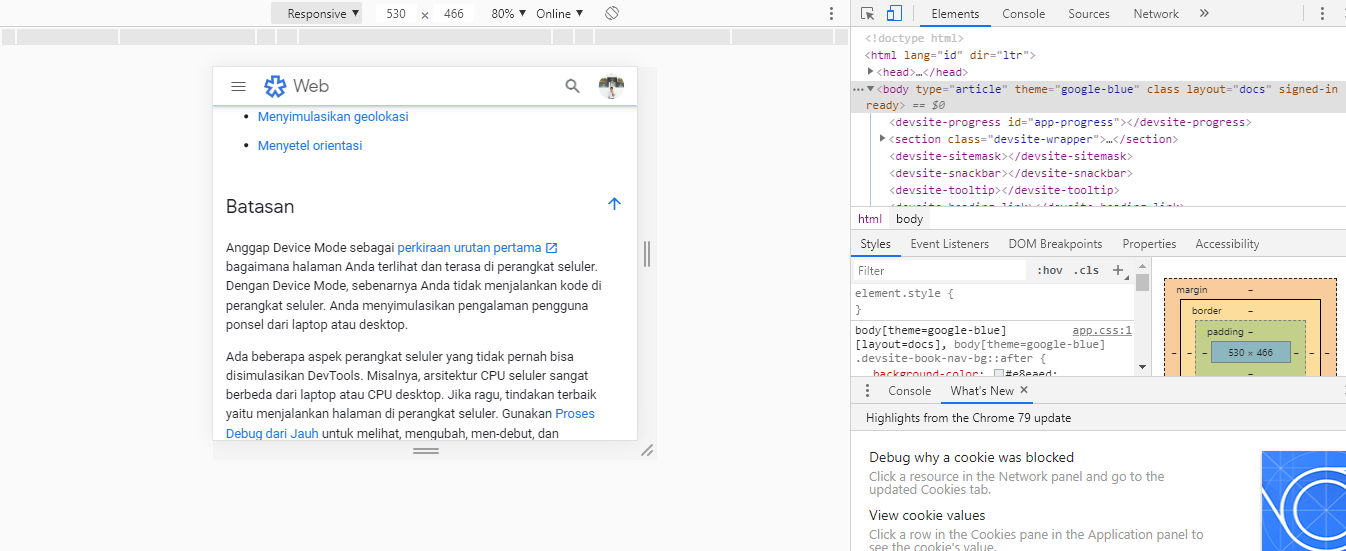 Responsive
530
466
80%
Online
Elements
Console
Sources
Network
<!doctype html>
<html lang="id" dir="ltr">
<head>…</head>
<body type="article" theme="google-blue" class layout="docs" signed-in
ready> == $0
<devsite-progress id="app-progress"></devsite-progress>
<section class="devsite-wrapper">…</section>
<devsite-sitemask></devsite-sitemask>
<devsite-snackbar></devsite-snackbar>
<devsite-tooltip></devsite-tooltip>
<devsite-heading-link></devsite-heading-link>
html body
Web
Menyimulasikan geolokasi
Menyetel orientasi
Batasan
Anggap Device Mode sebagai perkiraan urutan pertama
bagaimana halaman Anda terlihat dan terasa di perangkat seluler.
Dengan Device Mode, sebenarnya Anda tidak menjalankan kode di
perangkat seluler. Anda menyimulasikan pengalaman pengguna
ponsel dari laptop atau desktop.
Ada beberapa aspek perangkat seluler yang tidak pernah bisa
disimulasikan DevTools. Misalnya, arsitektur CPU seluler sangat
berbeda dari laptop atau CPU desktop. Jika ragu, tindakan terbaik
yaitu menjalankan halaman di perangkat seluler. Gunakan Proses
Debug dari Jauh untuk melihat, mengubah, men-debut, dan
Styles
Event Listeners
DOM Breakpoints
Properties
Accessibility
Filter
:hov .cls +
element.style {
}
body[theme=google-blue] app.css:1
[layout=docs], body[theme=google-blue]
.devsite-book-nav-bg::after {
background-color: #e8eaed;
margin –
border –
padding –
530 × 466
Console
What's New ×
Highlights from the Chrome 79 update
Debug why a cookie was blocked
Click a resource in the Network panel and go to the
updated Cookies tab.
View cookie values
Click a row in the Cookies pane in the Application panel to
see the cookie's value.